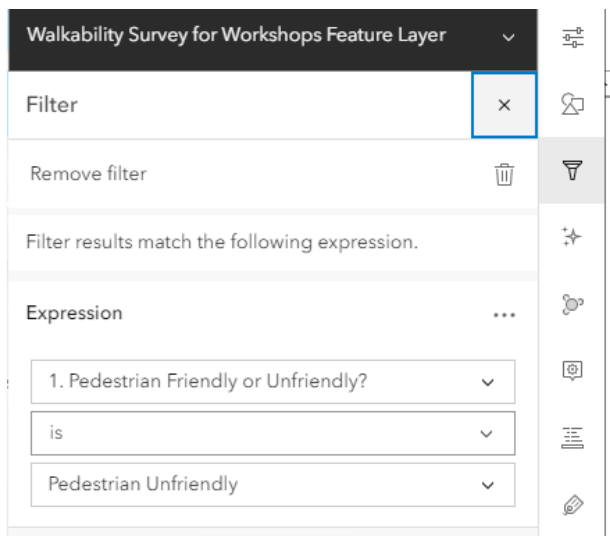 Walkability Survey for Workshops Feature Layer
Filter
Remove filter
Filter results match the following expression.
Expression
1. Pedestrian Friendly or Unfriendly?
is
Pedestrian Unfriendly